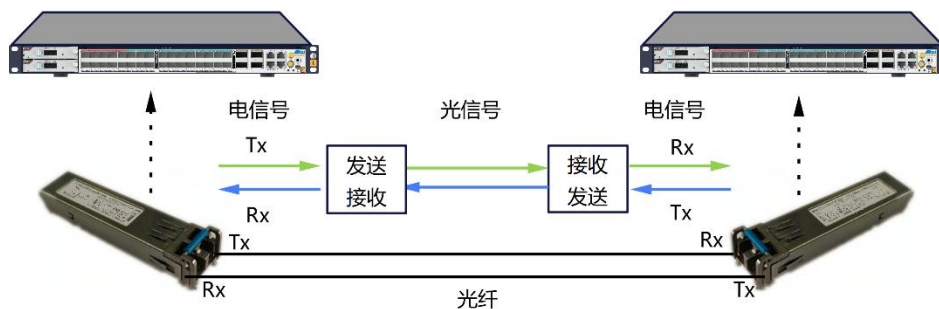 电信号 光信号 电信号
Tx Rx
发送 接收
接收 发送
Rx Tx
Tx Rx
Rx Tx
光纤